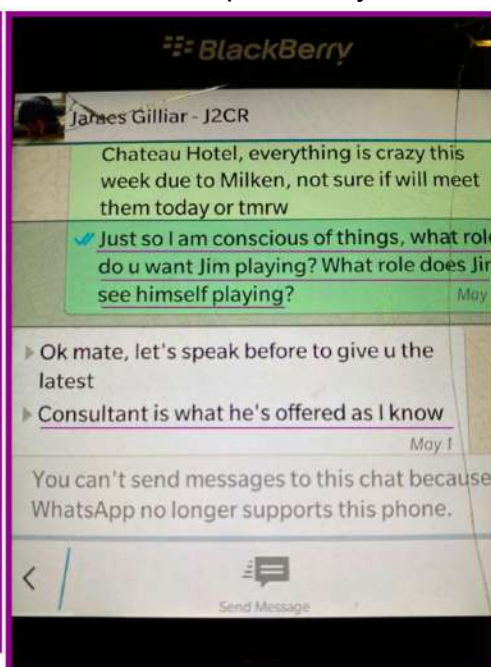 BlackBerry
James Gilliar - J2CR
Chateau Hotel, everything is crazy this
week due to Milken, not sure if will meet
them today or tmrw
Just so I am conscious of things, what role
do u want Jim playing? What role does Jim
see himself playing?
May
Ok mate, let's speak before to give u the
latest
Consultant is what he's offered as I know
May 1
You can't send messages to this chat because
WhatsApp no longer supports this phone.
Send Message